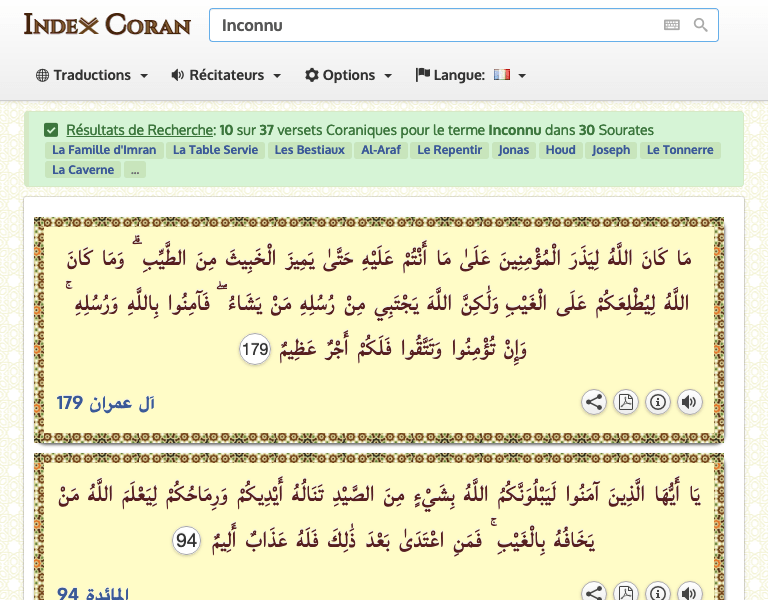 Index Coran
Inconnu
Traductions Récitateurs Options Langue:
Résultats de Recherche: 10 sur 37 versets Coraniques pour le terme Inconnu dans 30 Sourates
La Famille d'Imran La Table Servie Les Bestiaux Al-Araf Le Repentir Jonas Houd Joseph Le Tonnerre
La Caverne ...
مَا كَانَ اللَّهُ لِيَذَرَ الْمُؤْمِنِينَ عَلَىٰ مَا أَنْتُمْ عَلَيْهِ حَتَّىٰ يَمِيزَ الْخَبِيثَ مِنَ الطَّيِّبِ ۗ وَمَا كَانَ
اللَّهُ لِيُطْلِعَكُمْ عَلَى الْغَيْبِ وَلَٰكِنَّ اللَّهَ يَجْتَبِي مِنْ رُسُلِهِ مَنْ يَشَاءُ ۖ فَآمِنُوا بِاللَّهِ وَرُسُلِهِ ۚ
وَإِنْ تُؤْمِنُوا وَتَتَّقُوا فَلَكُمْ أَجْرٌ عَظِيمٌ 179
آل عمران 179
يَا أَيُّهَا الَّذِينَ آمَنُوا لَيَبْلُوَنَّكُمُ اللَّهُ بِشَيْءٍ مِنَ الصَّيْدِ تَنَالُهُ أَيْدِيكُمْ وَرِمَاحُكُمْ لِيَعْلَمَ اللَّهُ مَنْ
يَخَافُهُ بِالْغَيْبِ ۚ فَمَنِ اعْتَدَىٰ بَعْدَ ذَٰلِكَ فَلَهُ عَذَابٌ أَلِيمٌ 94
المائدة 94